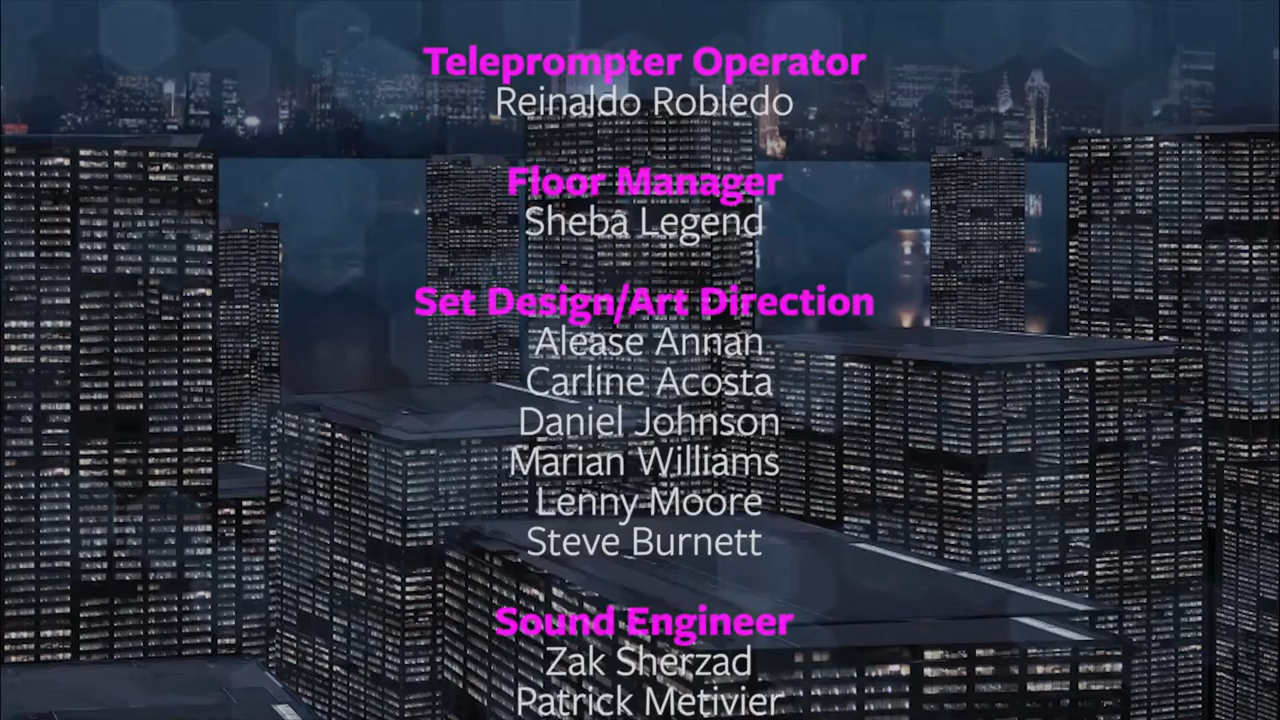 Teleprompter Operator
Reinaldo Robledo
Floor Manager
Sheba Legend
Set Design/Art Direction
Alease Annan
Carline Acosta
Daniel Johnson
Marian Williams
Lenny Moore
Steve Burnett
Sound Engineer
Zak Sherzad
Patrick Metivier